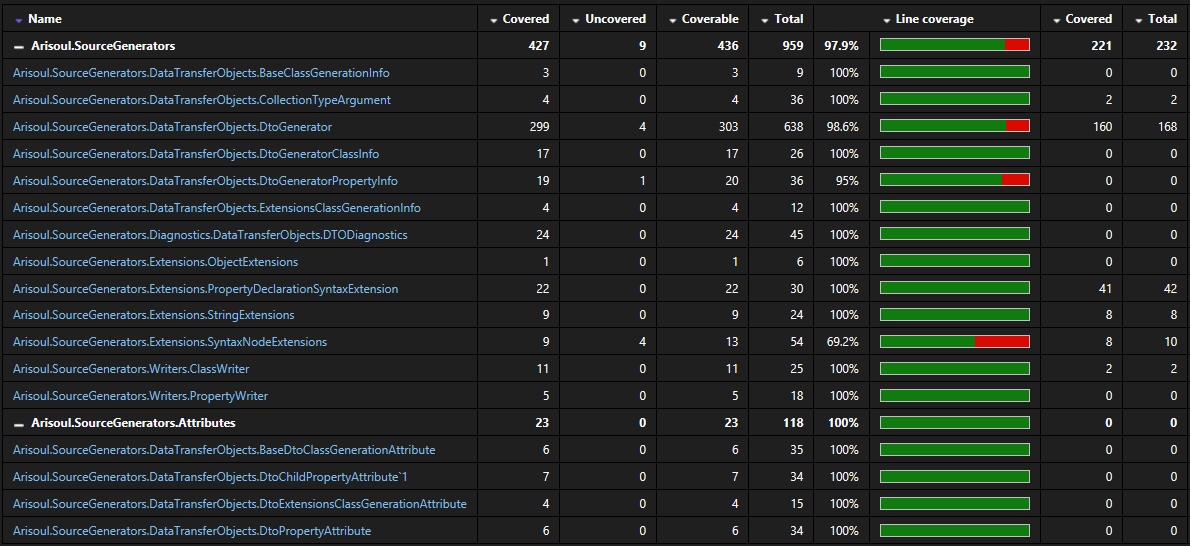 Name Covered Uncovered Coverable Total Line coverage Covered Total
Arisoul.SourceGenerators 427 9 436 959 97.9% 221 232
Arisoul.SourceGenerators.DataTransferObjects.BaseClassGenerationInfo 3 0 3 9 100% 0 0
Arisoul.SourceGenerators.DataTransferObjects.CollectionTypeArgument 4 0 4 36 100% 2 2
Arisoul.SourceGenerators.DataTransferObjects.DtoGenerator 299 4 303 638 98.6% 160 168
Arisoul.SourceGenerators.DataTransferObjects.DtoGeneratorClassInfo 17 0 17 26 100% 0 0
Arisoul.SourceGenerators.DataTransferObjects.DtoGeneratorPropertyInfo 19 1 20 36 95% 0 0
Arisoul.SourceGenerators.DataTransferObjects.ExtensionsClassGenerationInfo 4 0 4 12 100% 0 0
Arisoul.SourceGenerators.Diagnostics.DataTransferObjects.DTODiagnostics 24 0 24 45 100% 0 0
Arisoul.SourceGenerators.Extensions.ObjectExtensions 1 0 1 6 100% 0 0
Arisoul.SourceGenerators.Extensions.PropertyDeclarationSyntaxExtension 22 0 22 30 100% 41 42
Arisoul.SourceGenerators.Extensions.StringExtensions 9 0 9 24 100% 8 8
Arisoul.SourceGenerators.Extensions.SyntaxNodeExtensions 9 4 13 54 69.2% 8 10
Arisoul.SourceGenerators.Writers.ClassWriter 11 0 11 25 100% 2 2
Arisoul.SourceGenerators.Writers.PropertyWriter 5 0 5 18 100% 0 0
Arisoul.SourceGenerators.Attributes 23 0 23 118 100% 0 0
Arisoul.SourceGenerators.DataTransferObjects.BaseDtoClassGenerationAttribute 6 0 6 35 100% 0 0
Arisoul.SourceGenerators.DataTransferObjects.DtoChildPropertyAttribute`1 7 0 7 34 100% 0 0
Arisoul.SourceGenerators.DataTransferObjects.DtoExtensionsClassGenerationAttribute 4 0 4 15 100% 0 0
Arisoul.SourceGenerators.DataTransferObjects.DtoPropertyAttribute 6 0 6 34 100% 0 0